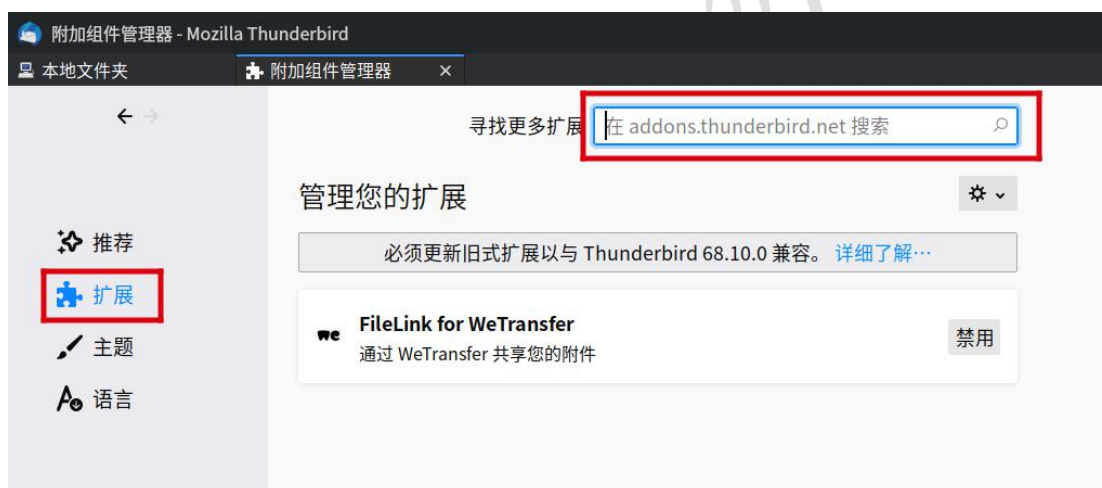 附加组件管理器 - Mozilla Thunderbird
本地文件夹
附加组件管理器 ×
寻找更多扩展 在 addons.thunderbird.net 搜索
管理您的扩展
推荐
必须更新旧式扩展以与 Thunderbird 68.10.0 兼容。 详细了解…
扩展
FileLink for WeTransfer
we
禁用
通过 WeTransfer 共享您的附件
主题
语言